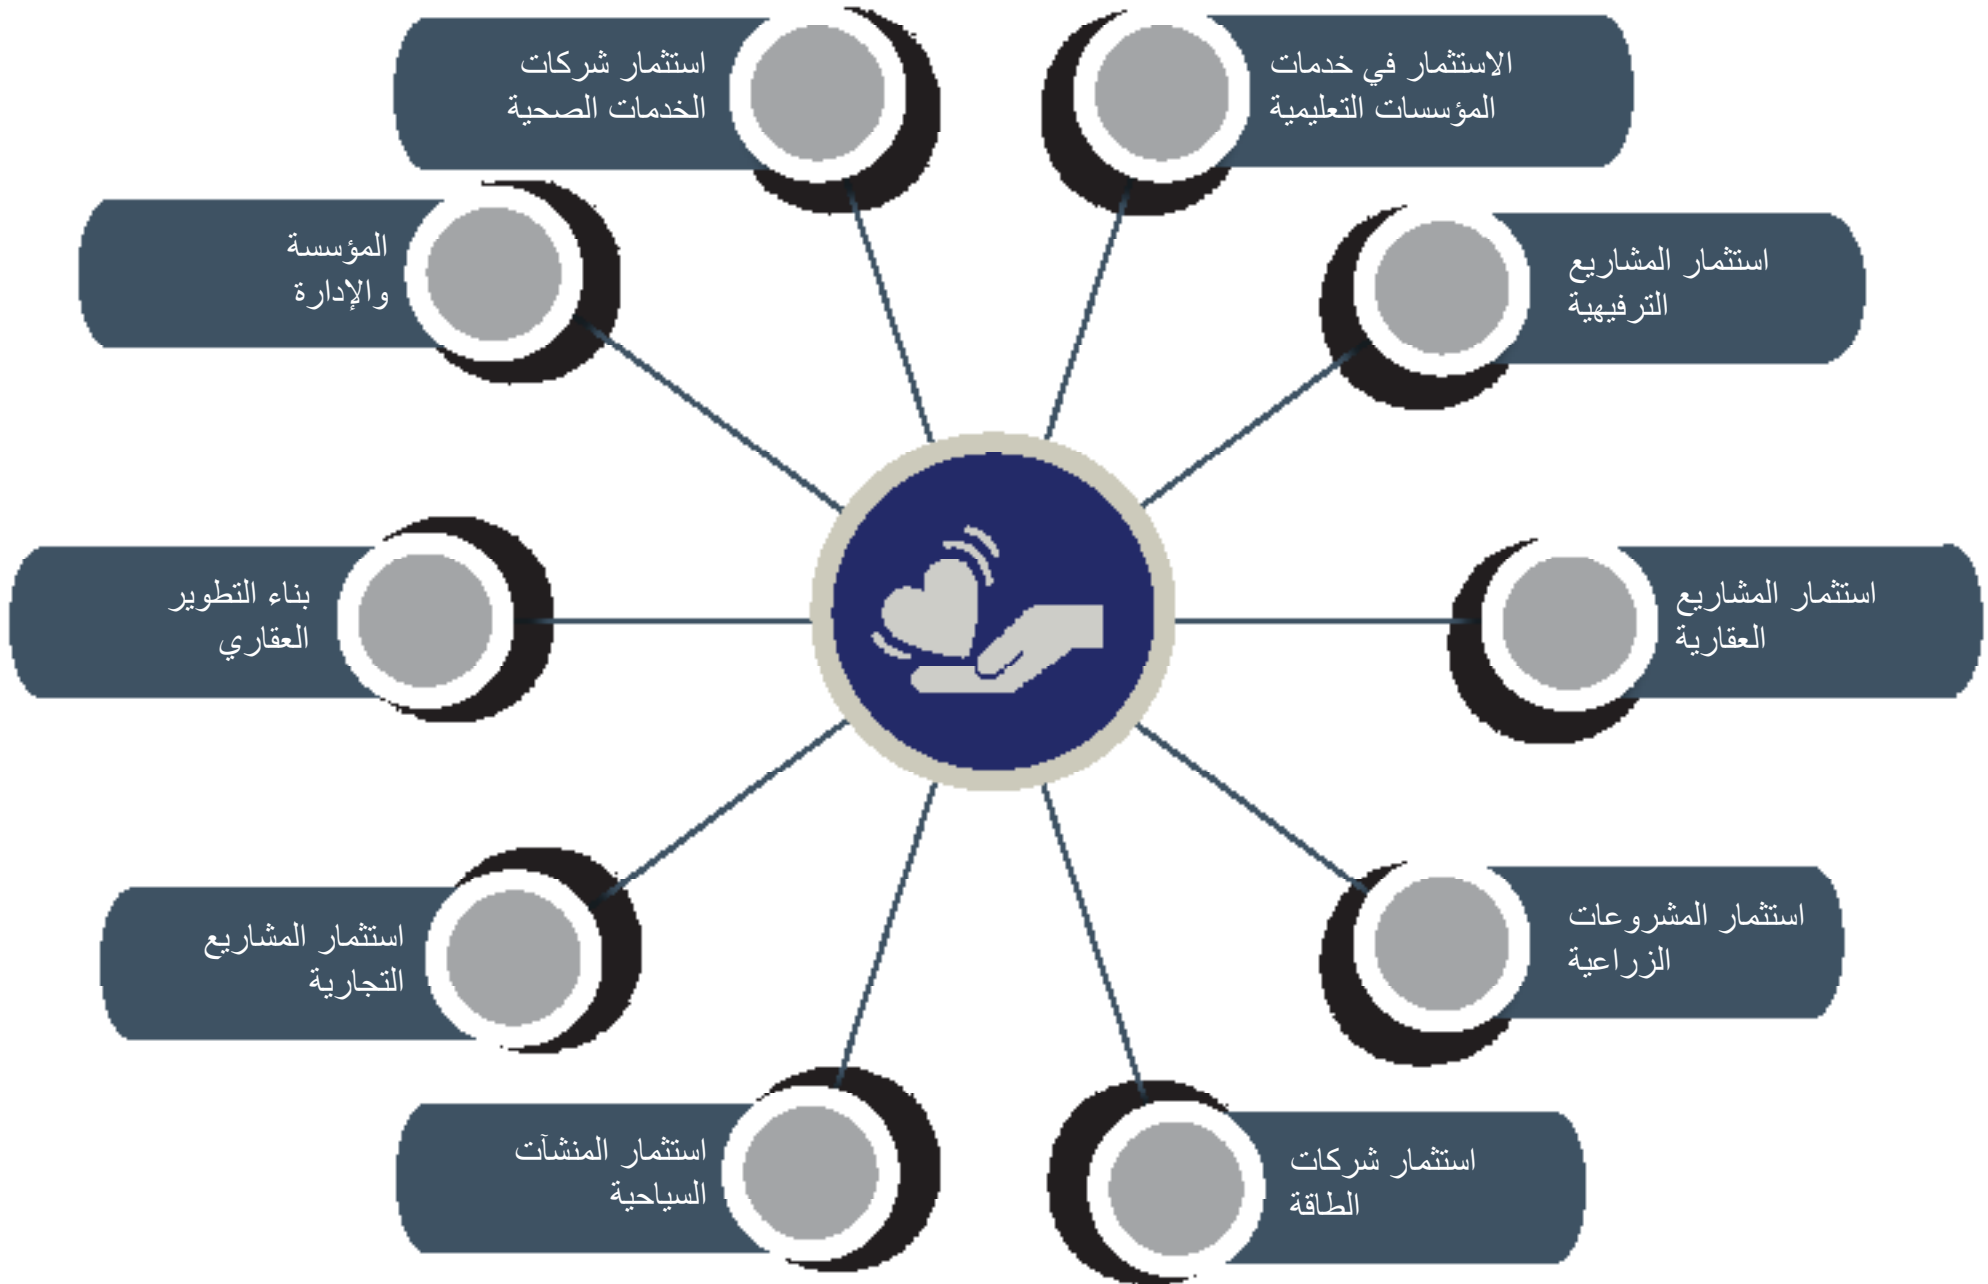 الاستثمار في خدمات
المؤسسات التعليمية
استثمار شركات
الخدمات الصحية
استثمار المشاريع
الترفيهية
المؤسسة
والإدارة
استثمار المشاريع
العقارية
بناء التطوير
العقاري
استثمار المشروعات
الزراعية
استثمار المشاريع
التجارية
استثمار شركات
الطاقة
استثمار المنشآت
السياحية